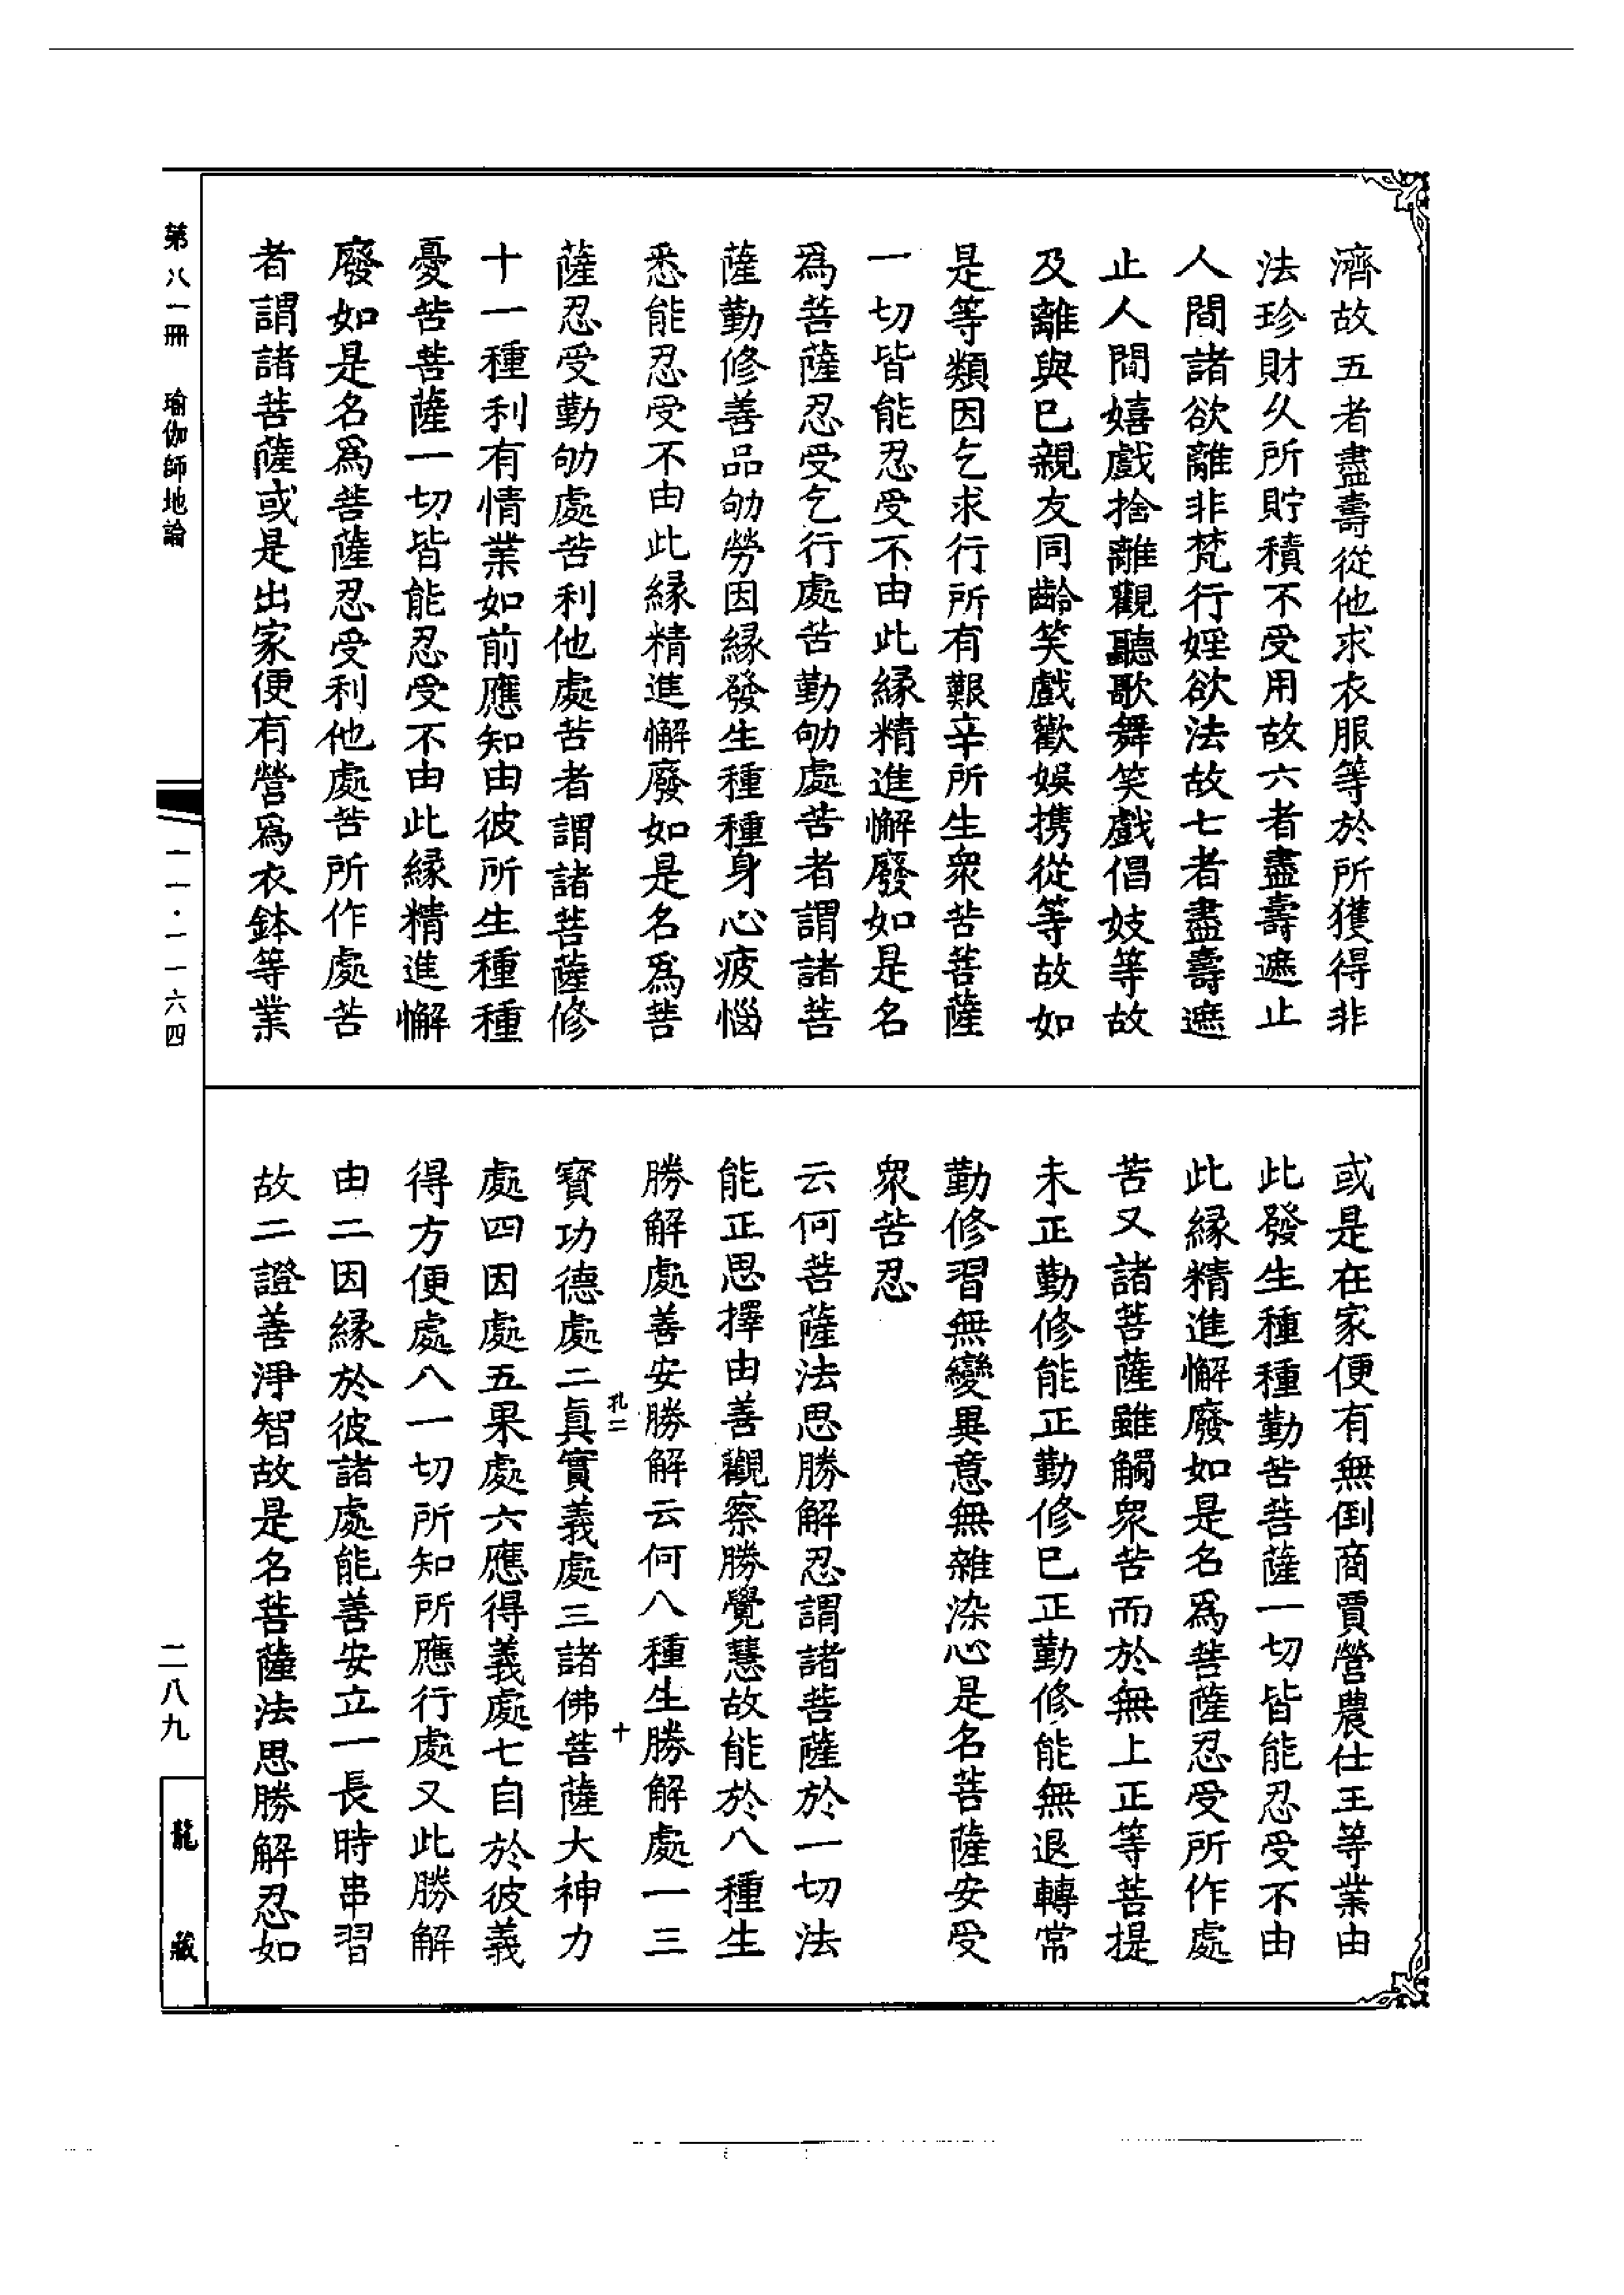 濟故五者盡壽從他求衣服等於所獲得非
法珍財久所貯積不受用故六者盡壽遮止
人間諸欲離非梵行婬欲法故七者盡壽遮
止人間嬉戲捨離觀聽歌舞笑戲倡妓等故
及離與已親友同齡笑戲歡娛携從等故如
是等類因乞求行所有艱辛所生衆苦菩薩
一切皆能忍受不由此緣精進懈廢如是名
爲菩薩忍受乞行處苦勤劬處苦者謂諸菩
薩勤修善品劬勞因緣發生種種身心疲惱
悉能忍受不由此緣精進懈廢如是名爲菩
薩忍受勤劬處苦利他處苦者謂諸菩薩修
十一種利有情業如前應知由彼所生種種
憂苦菩薩一切皆能忍受不由此緣精進懈
廢如是名爲菩薩忍受利他處苦所作處苦
者謂諸菩薩或是出家便有營爲衣鉢等業
或是在家便有無倒商賈營農仕王等業由
此發生種種勤苦菩薩一切皆能忍受不由
此緣精進懈廢如是名爲菩薩忍受所作處
苦又諸菩薩雖觸衆苦而於無上正等菩提
未正勤修能正勤修已正勤修能無退轉常
勤修習無變異意無雜染心是名菩薩安受
衆苦忍
云何菩薩法思勝解忍謂諸菩薩於一切法
能正思擇由善觀察勝覺慧故能於八種生
勝解處善安勝解云何八種生勝解處一三
孔二 十
寳功德處二眞實義處三諸佛菩薩大神力
處四因處五果處六應得義處七自於彼義
得方便處八一切所知所應行處又此勝解
由二因緣於彼諸處能善安立一長時串習
故二證善淨智故是名菩薩法思勝解忍如
第八一冊 瑜伽師地論
一一·一一六四
二八九
龍藏